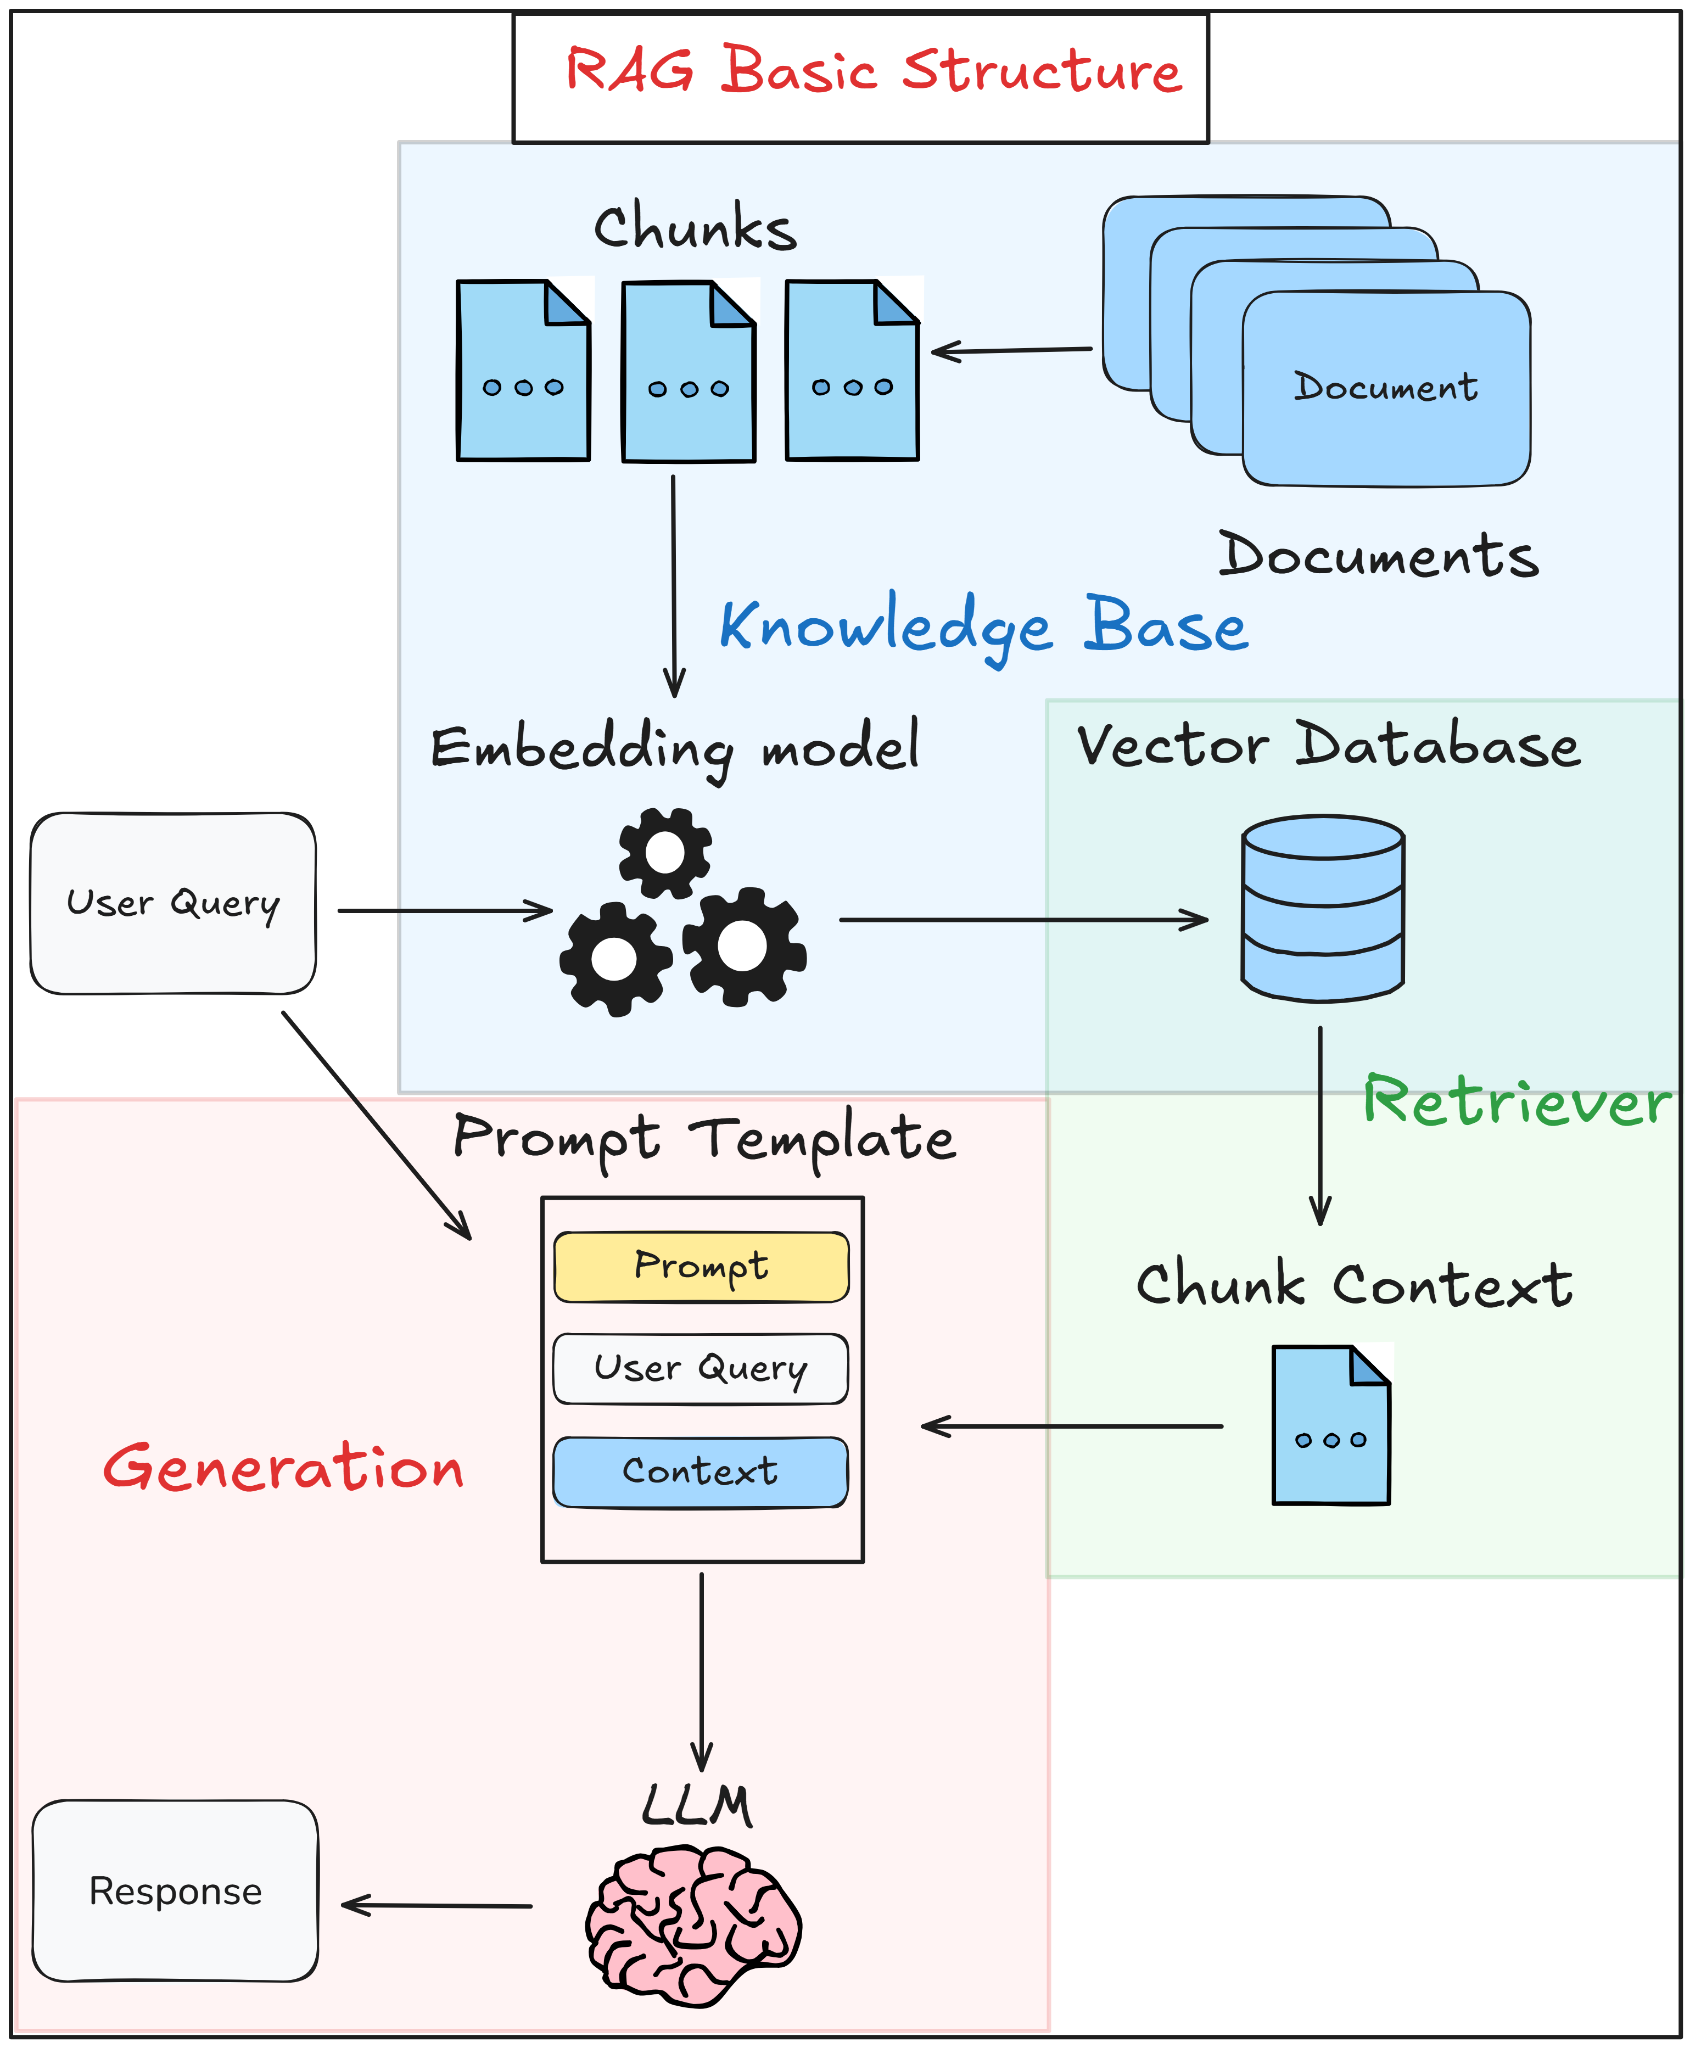 RAG Basic Structure
Chunks
Document
Documents
Knowledge Base
Embedding model
Vector Database
User Query
Retriever
Prompt Template
Prompt
User Query
Context
Chunk Context
Generation
LLM
Response